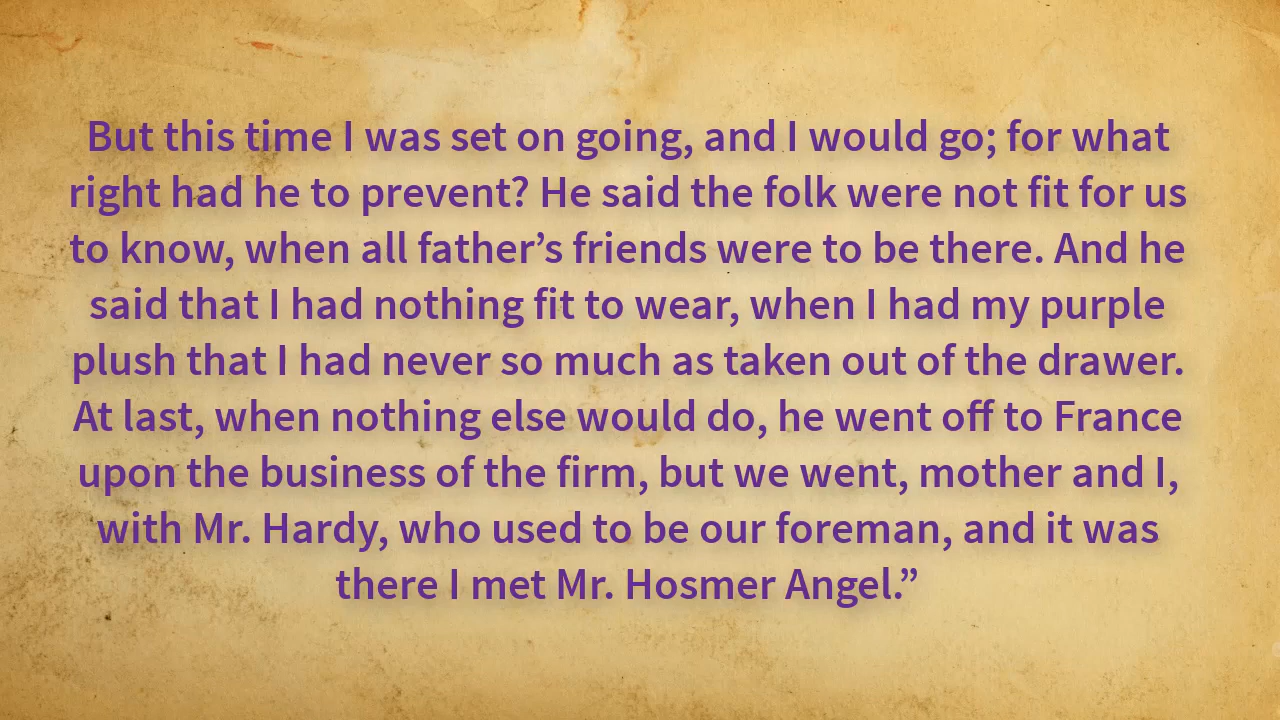 But this time I was set on going, and I would go; for what
right had he to prevent? He said the folk were not fit for us
to know, when all father’s friends were to be there. And he
said that I had nothing fit to wear, when I had my purple
plush that I had never so much as taken out of the drawer.
At last, when nothing else would do, he went off to France
upon the business of the firm, but we went, mother and I,
with Mr. Hardy, who used to be our foreman, and it was
there I met Mr. Hosmer Angel.”